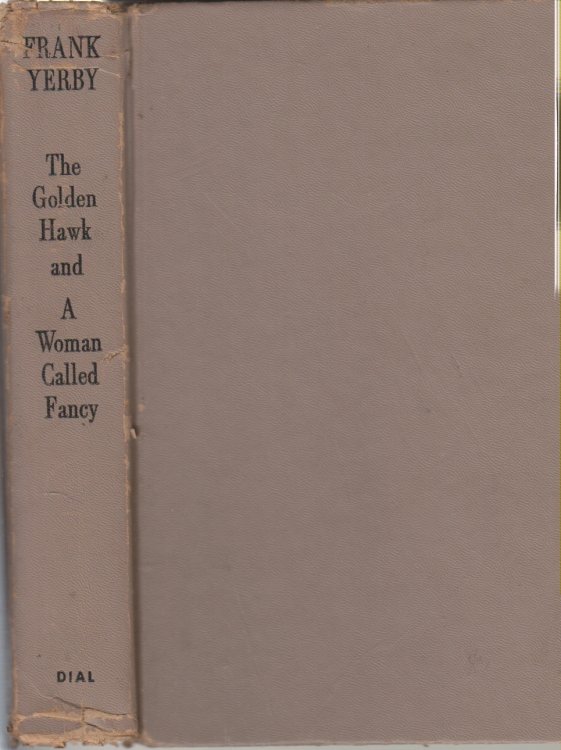 FRANK
YERBY
The
Golden
Hawk
and
A
Woman
Called
Fancy
DIAL